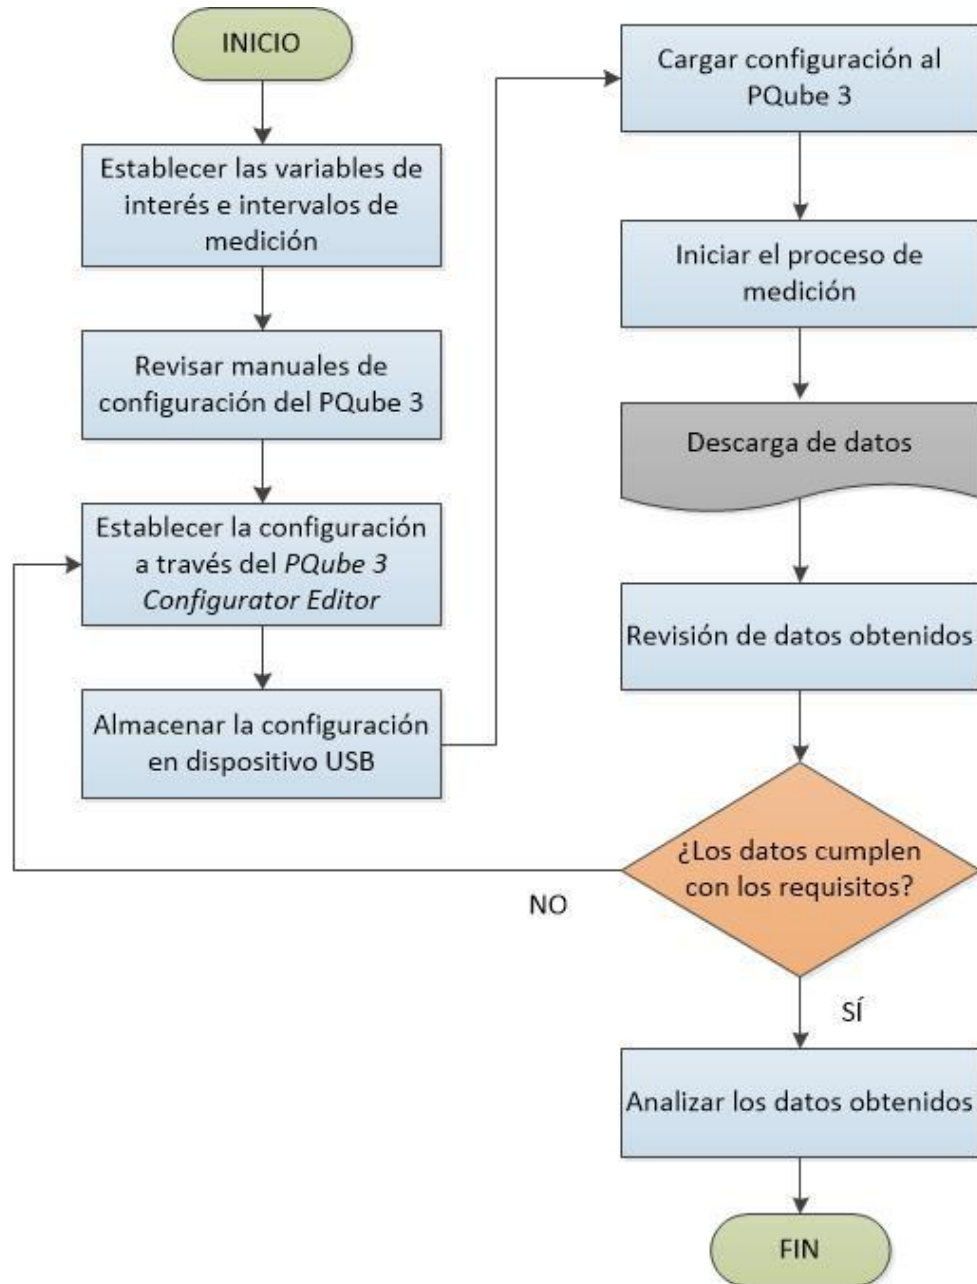 INICIO
Establecer las variables de
interés e intervalos de
medición
Revisar manuales de
configuración del PQube 3
Establecer la configuración
a través del PQube 3
Configurator Editor
Almacenar la configuración
en dispositivo USB
Cargar configuración al
PQube 3
Iniciar el proceso de
medición
Descarga de datos
Revisión de datos obtenidos
¿Los datos cumplen
con los requisitos?
NO
SÍ
Analizar los datos obtenidos
FIN